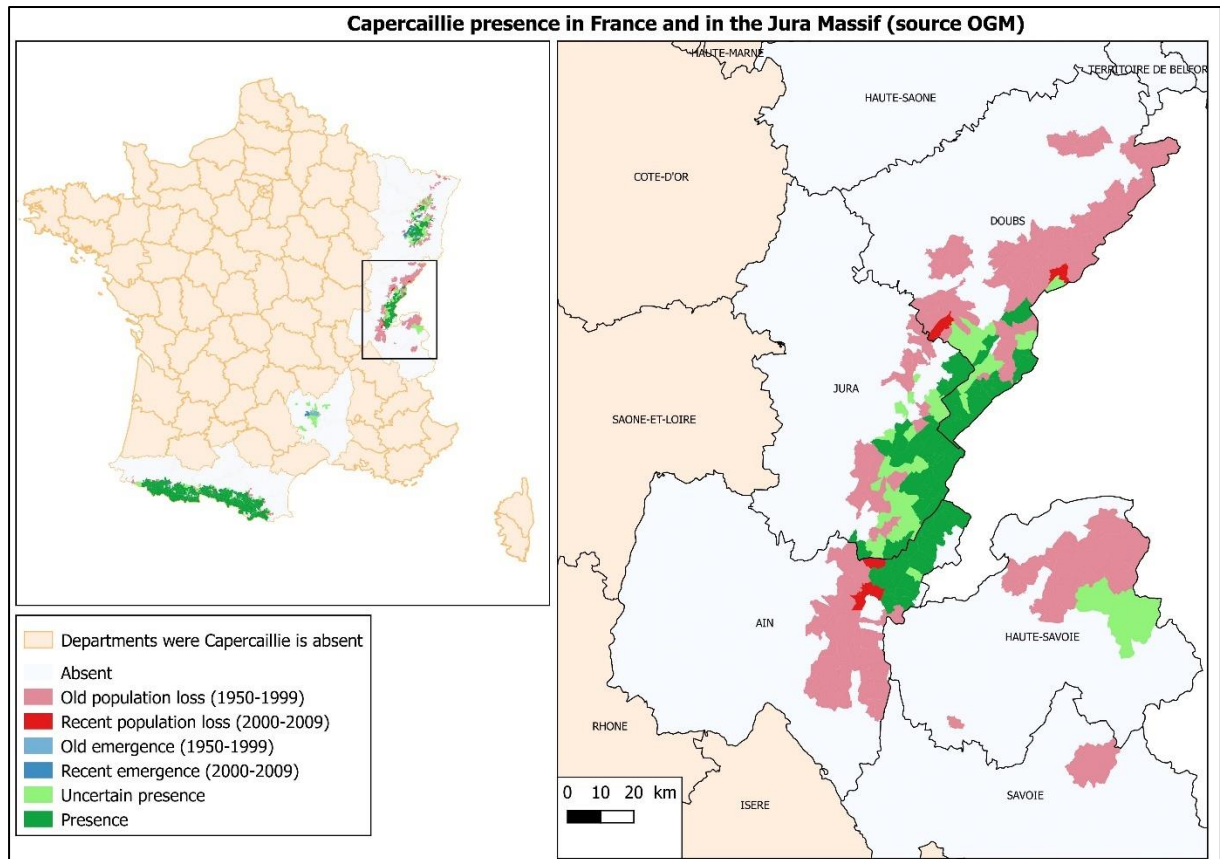 Capercaillie presence in France and in the Jura Massif (source OGM)
HAUTE-MARNE
TERRITOIRE DE BELFOR
HAUTE-SAONE
COTE-D'OR
DOUBS
JURA
SAONE-ET-LOIRE
AIN
HAUTE-SAVOIE
RHONE
SAVOIE
ISERE
0 10 20 km
Departments were Capercaillie is absent
Absent
Old population loss (1950-1999)
Recent population loss (2000-2009)
Old emergence (1950-1999)
Recent emergence (2000-2009)
Uncertain presence
Presence